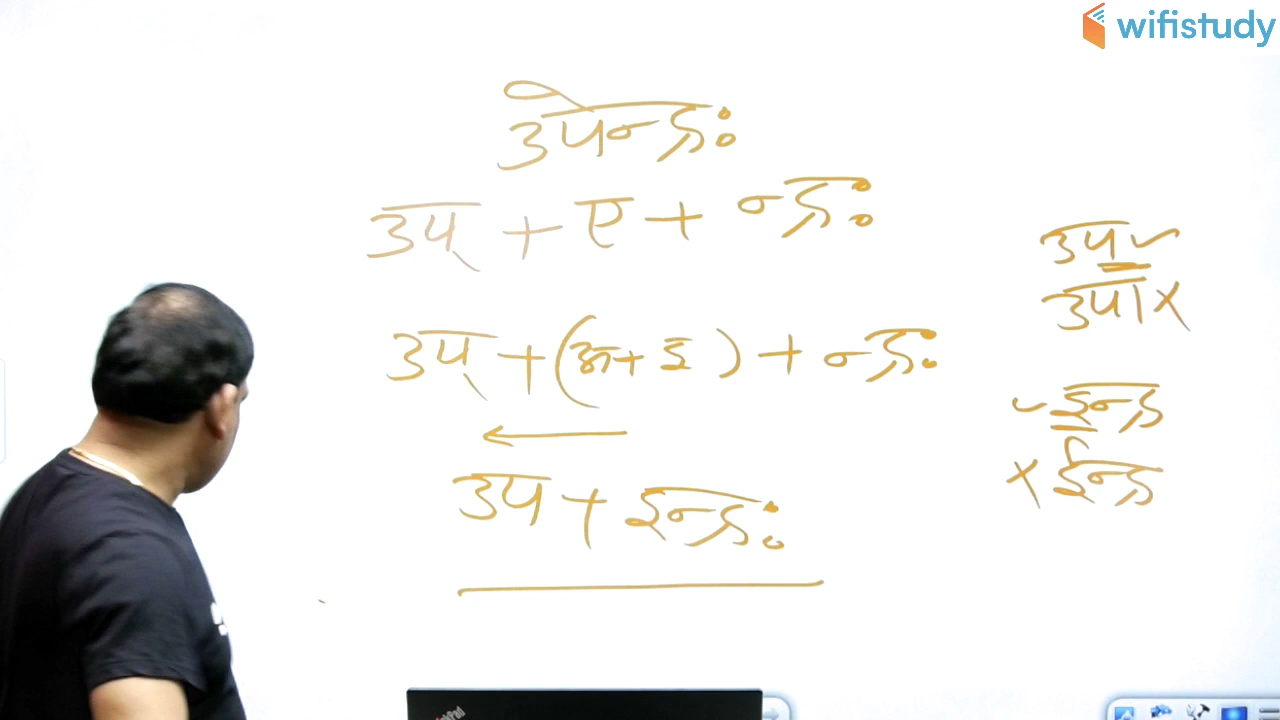 wifistudy
उपेन्द्रः
उप् + ए + न्द्रः
उप् + (अ + इ) + न्द्रः
उप + इन्द्रः
उप ✓
उपा ×
✓ इन्द्र
× ईन्द्र